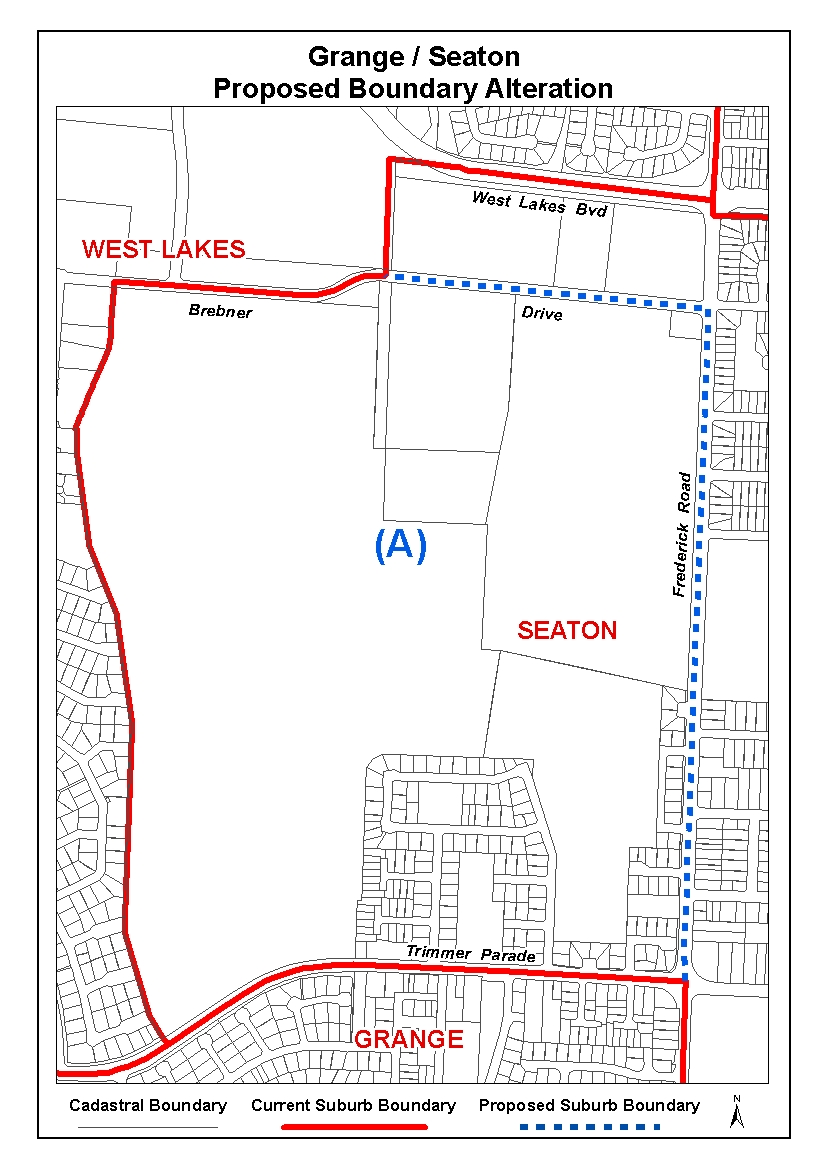 Grange / Seaton
Proposed Boundary Alteration
West Lakes Bvd
WEST LAKES
Brebner
Drive
Frederick Road
(A)
SEATON
Trimmer Parade
GRANGE
Cadastral Boundary
Current Suburb Boundary
Proposed Suburb Boundary
N